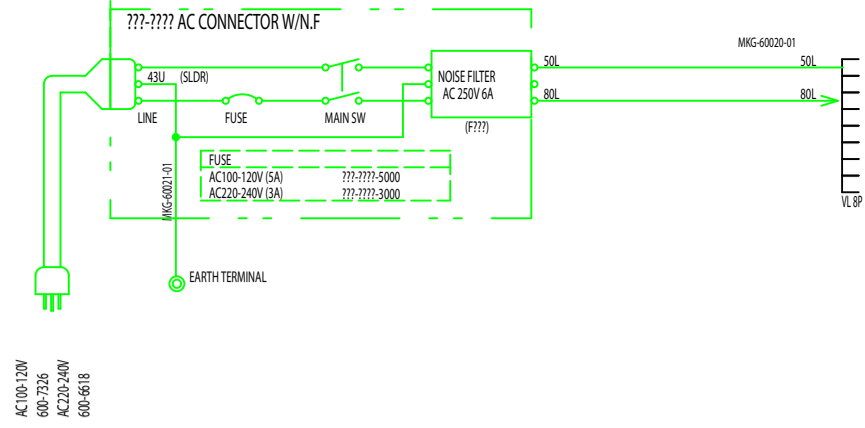 ???-???? AC CONNECTOR W/N.F
MKG-60020-01
50L
50L
43U
(SLDR)
NOISE FILTER
AC 250V 6A
80L
80L
LINE
FUSE
MAIN SW
(F???)
FUSE
AC100-120V (5A) ???-????-5000
AC220-240V (3A) ???-????-3000
MKG-60021-01
VL 8P
EARTH TERMINAL
AC100-120V
600-7326
AC220-240V
600-6618